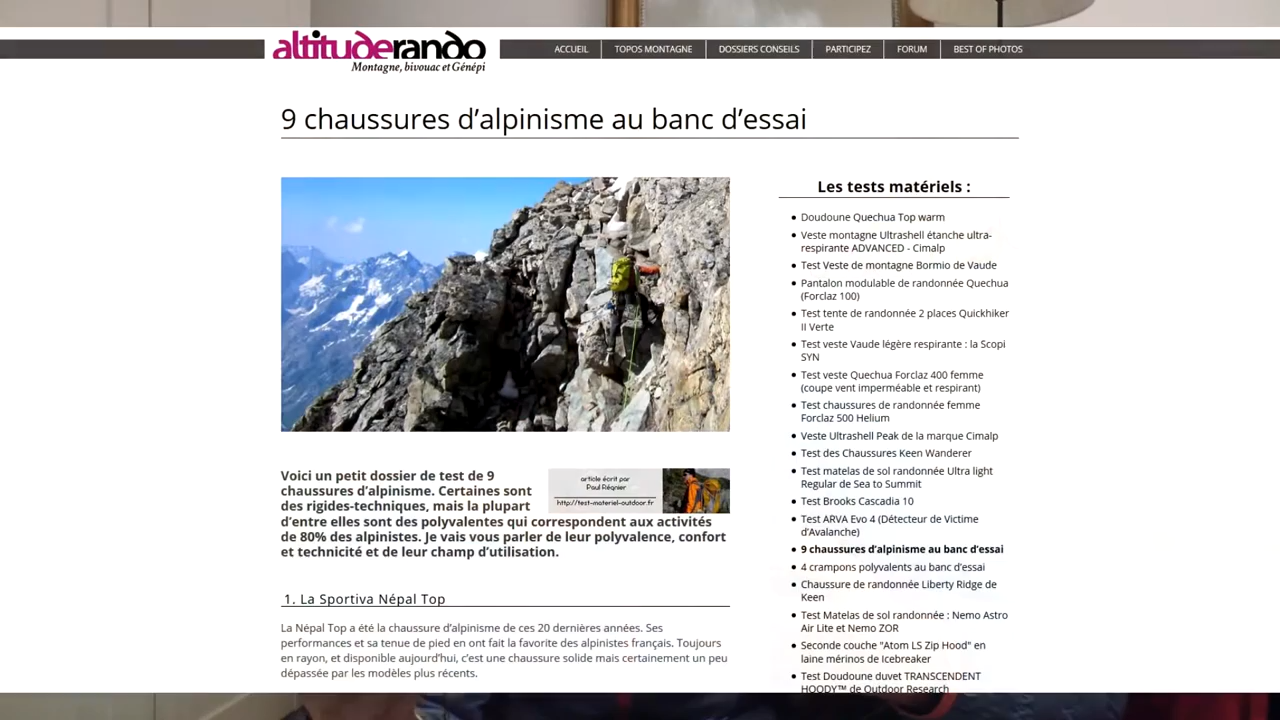 altituderando
Montagne, bivouac et Génépi
ACCUEIL
TOPOS MONTAGNE
DOSSIERS CONSEILS
PARTICIPEZ
FORUM
BEST OF PHOTOS
9 chaussures d'alpinisme au banc d'essai
Voici un petit dossier de test de 9
chaussures d'alpinisme. Certaines sont
des rigides-techniques, mais la plupart
d'entre elles sont des polyvalentes qui correspondent aux activités
de 80% des alpinistes. Je vais vous parler de leur polyvalence, confort
et technicité et de leur champ d'utilisation.
article écrit par
Paul Régnier
http://test-materiel-outdoor.fr
1. La Sportiva Népal Top
La Népal Top a été la chaussure d'alpinisme de ces 20 dernières années. Ses
performances et sa tenue de pied en ont fait la favorite des alpinistes français. Toujours
en rayon, et disponible aujourd'hui, c'est une chaussure solide mais certainement un peu
dépassée par les modèles plus récents.
Les tests matériels :
Doudoune Quechua Top warm
Veste montagne Ultrashell étanche ultra-
respirante ADVANCED - Cimalp
Test Veste de montagne Bormio de Vaude
Pantalon modulable de randonnée Quechua
(Forclaz 100)
Test tente de randonnée 2 places Quickhiker
II Verte
Test veste Vaude légère respirante : la Scopi
SYN
Test veste Quechua Forclaz 400 femme
(coupe vent imperméable et respirant)
Test chaussures de randonnée femme
Forclaz 500 Helium
Veste Ultrashell Peak de la marque Cimalp
Test des Chaussures Keen Wanderer
Test matelas de sol randonnée Ultra light
Regular de Sea to Summit
Test Brooks Cascadia 10
Test ARVA Evo 4 (Détecteur de Victime
d'Avalanche)
9 chaussures d'alpinisme au banc d'essai
4 crampons polyvalents au banc d'essai
Chaussure de randonnée Liberty Ridge de
Keen
Test Matelas de sol randonnée : Nemo Astro
Air Lite et Nemo ZOR
Seconde couche "Atom LS Zip Hood" en
laine mérinos de Icebreaker
Test Doudoune duvet TRANSCENDENT
HOODY™ de Outdoor Research